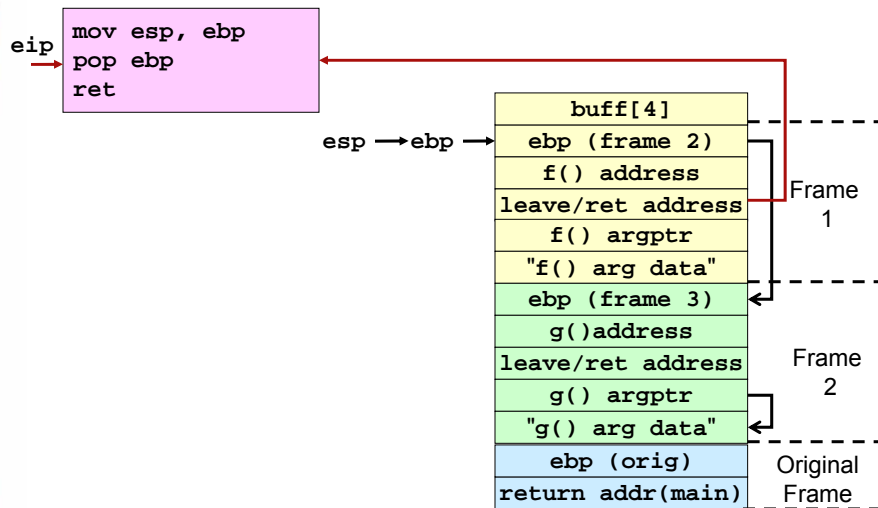 eip
mov esp, ebp
pop ebp
ret
buff[4]
esp
ebp
ebp (frame 2)
f() address
leave/ret address
f() argptr
"f() arg data"
Frame
1
ebp (frame 3)
g()address
leave/ret address
g() argptr
"g() arg data"
Frame
2
ebp (orig)
return addr(main)
Original
Frame